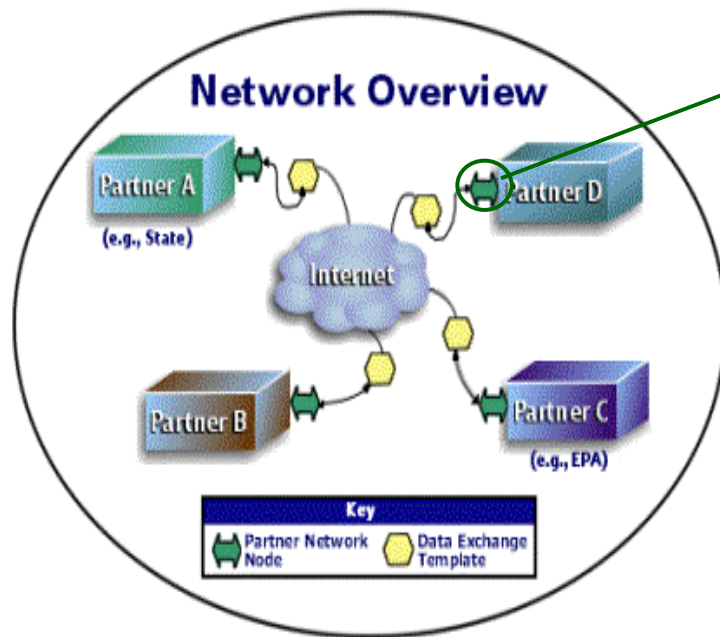 Network Overview
Partner A
(e.g., State)
Partner D
Internet
Partner B
Partner C
(e.g., EPA)
Key
Partner Network
Node
Data Exchange
Template